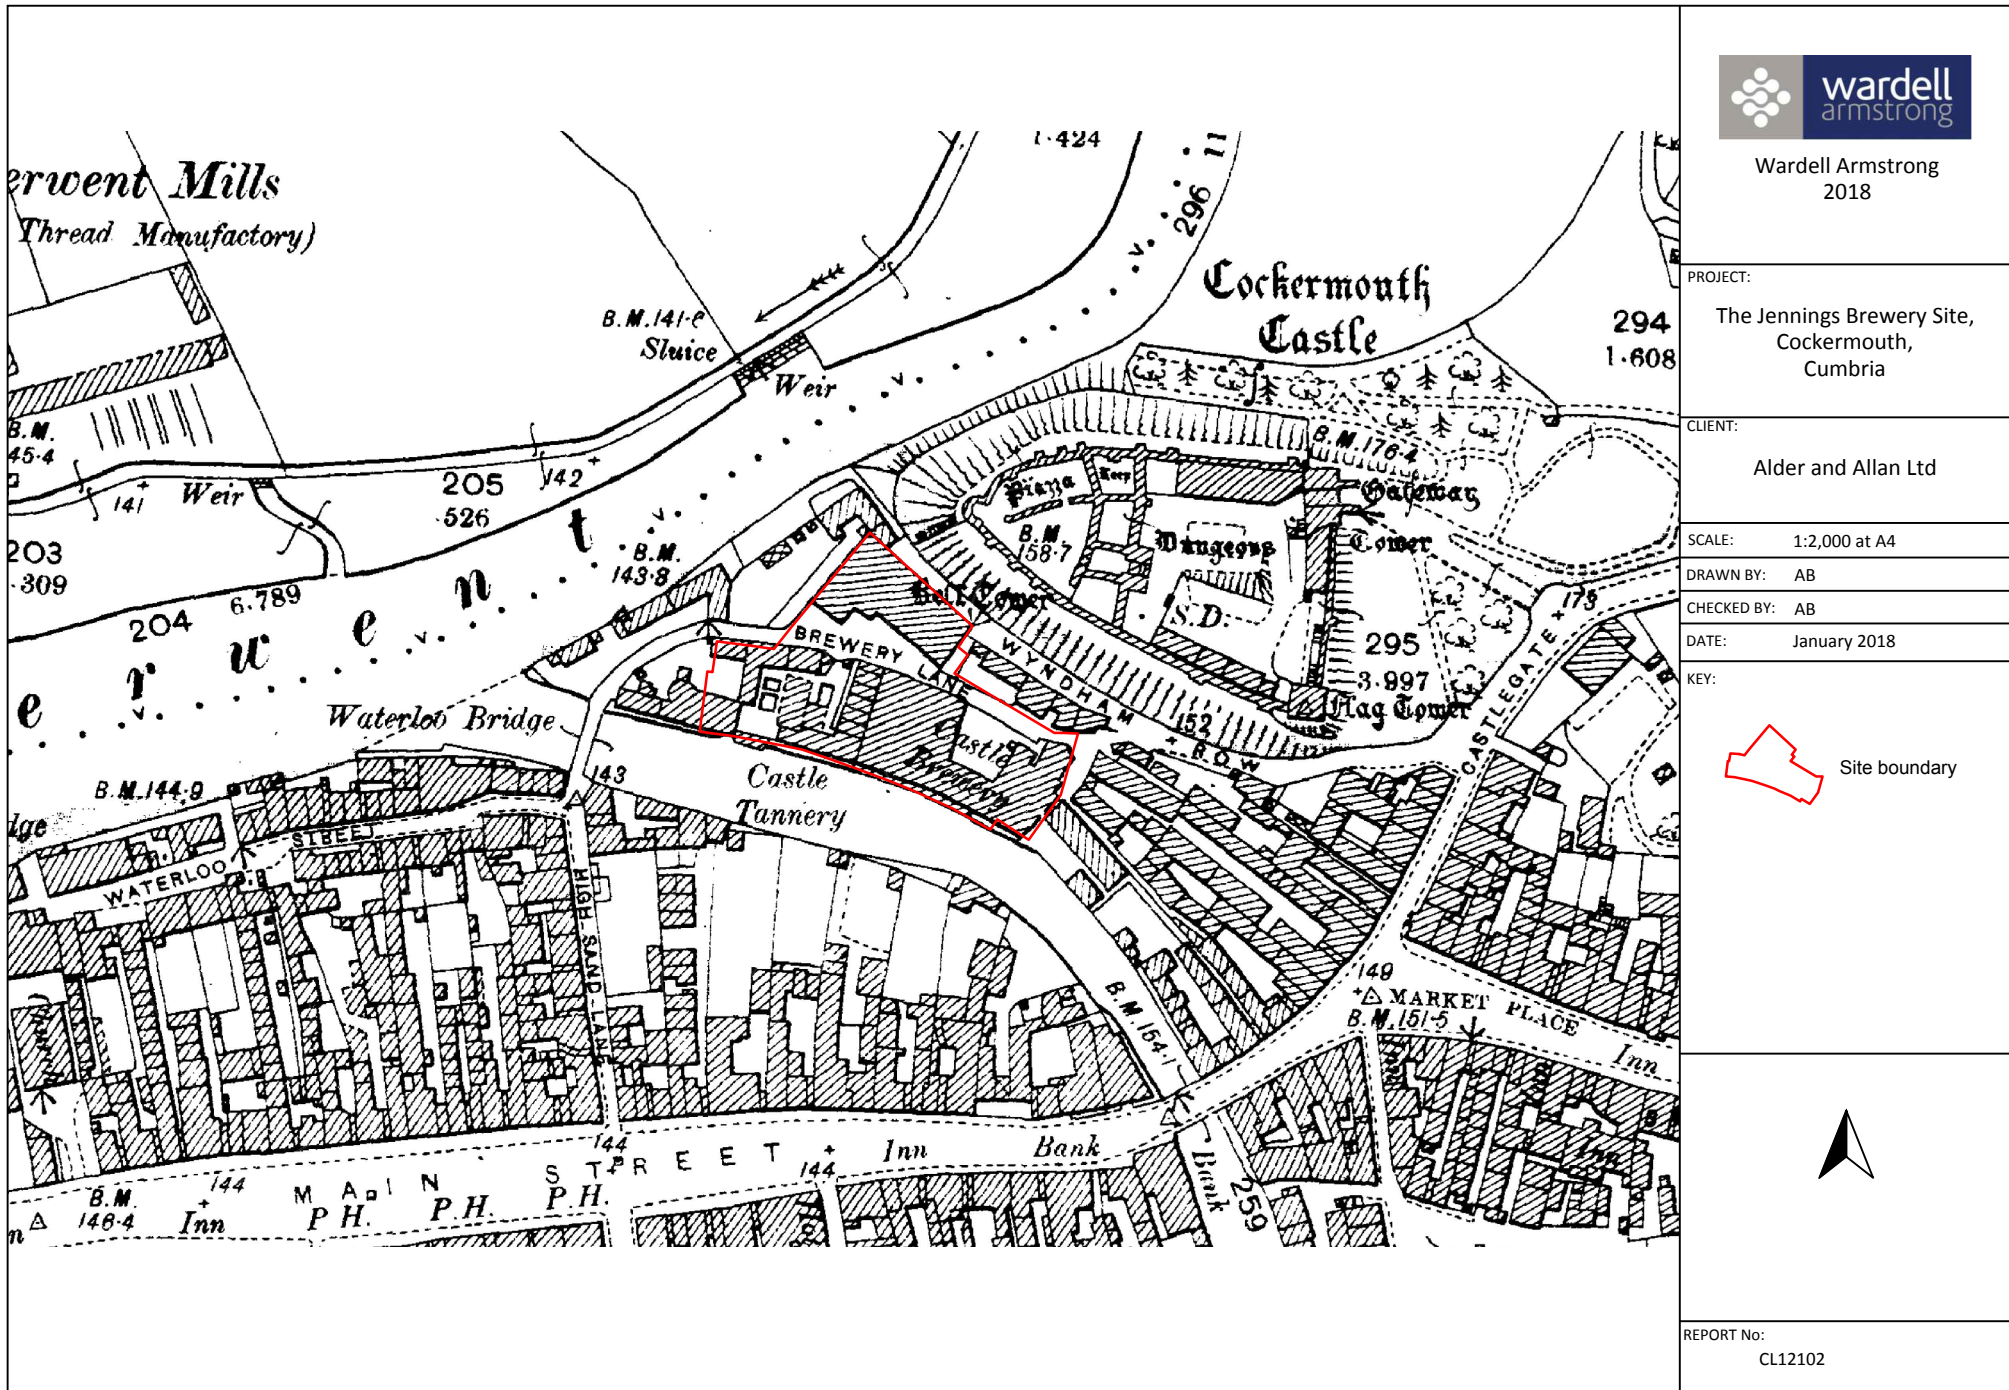 erwent Mills
Thread Manufactory)
1.424
296
Cockermouth
Castle
294
1.608
B.M.141.
Sluice
Weir
B.M.
45.4
141
Weir
205
.526
142
B.M.176.4
Piazza
Keep
Gateway
Tower
B.M.
158.7
Dungeons
203
.309
204
6.789
e r w e n t
B.M.
143.8
Bell Tower
S.D.
173
295
3.997
BREWERY LANE
WYNDHAM ROW
152
Flag Tower
CASTLEGATE
Waterloo Bridge
143
Castle
Tannery
Castle
Brewery
B.M.144.9
WATERLOO STREET
HIGH SAND LANE
149
MARKET PLACE
B.M.151.5
Inn
B.M.154.1
Church
Inn
Inn
144
144
Inn
Bank
MAIN STREET
144
B.M.
146.4
Inn
P.H.
P.H.
P.H.
Bank
259
wardell
armstrong
Wardell Armstrong
2018
PROJECT:
The Jennings Brewery Site,
Cockermouth,
Cumbria
CLIENT:
Alder and Allan Ltd
SCALE: 1:2,000 at A4
DRAWN BY: AB
CHECKED BY: AB
DATE: January 2018
KEY:
Site boundary
REPORT No:
CL12102